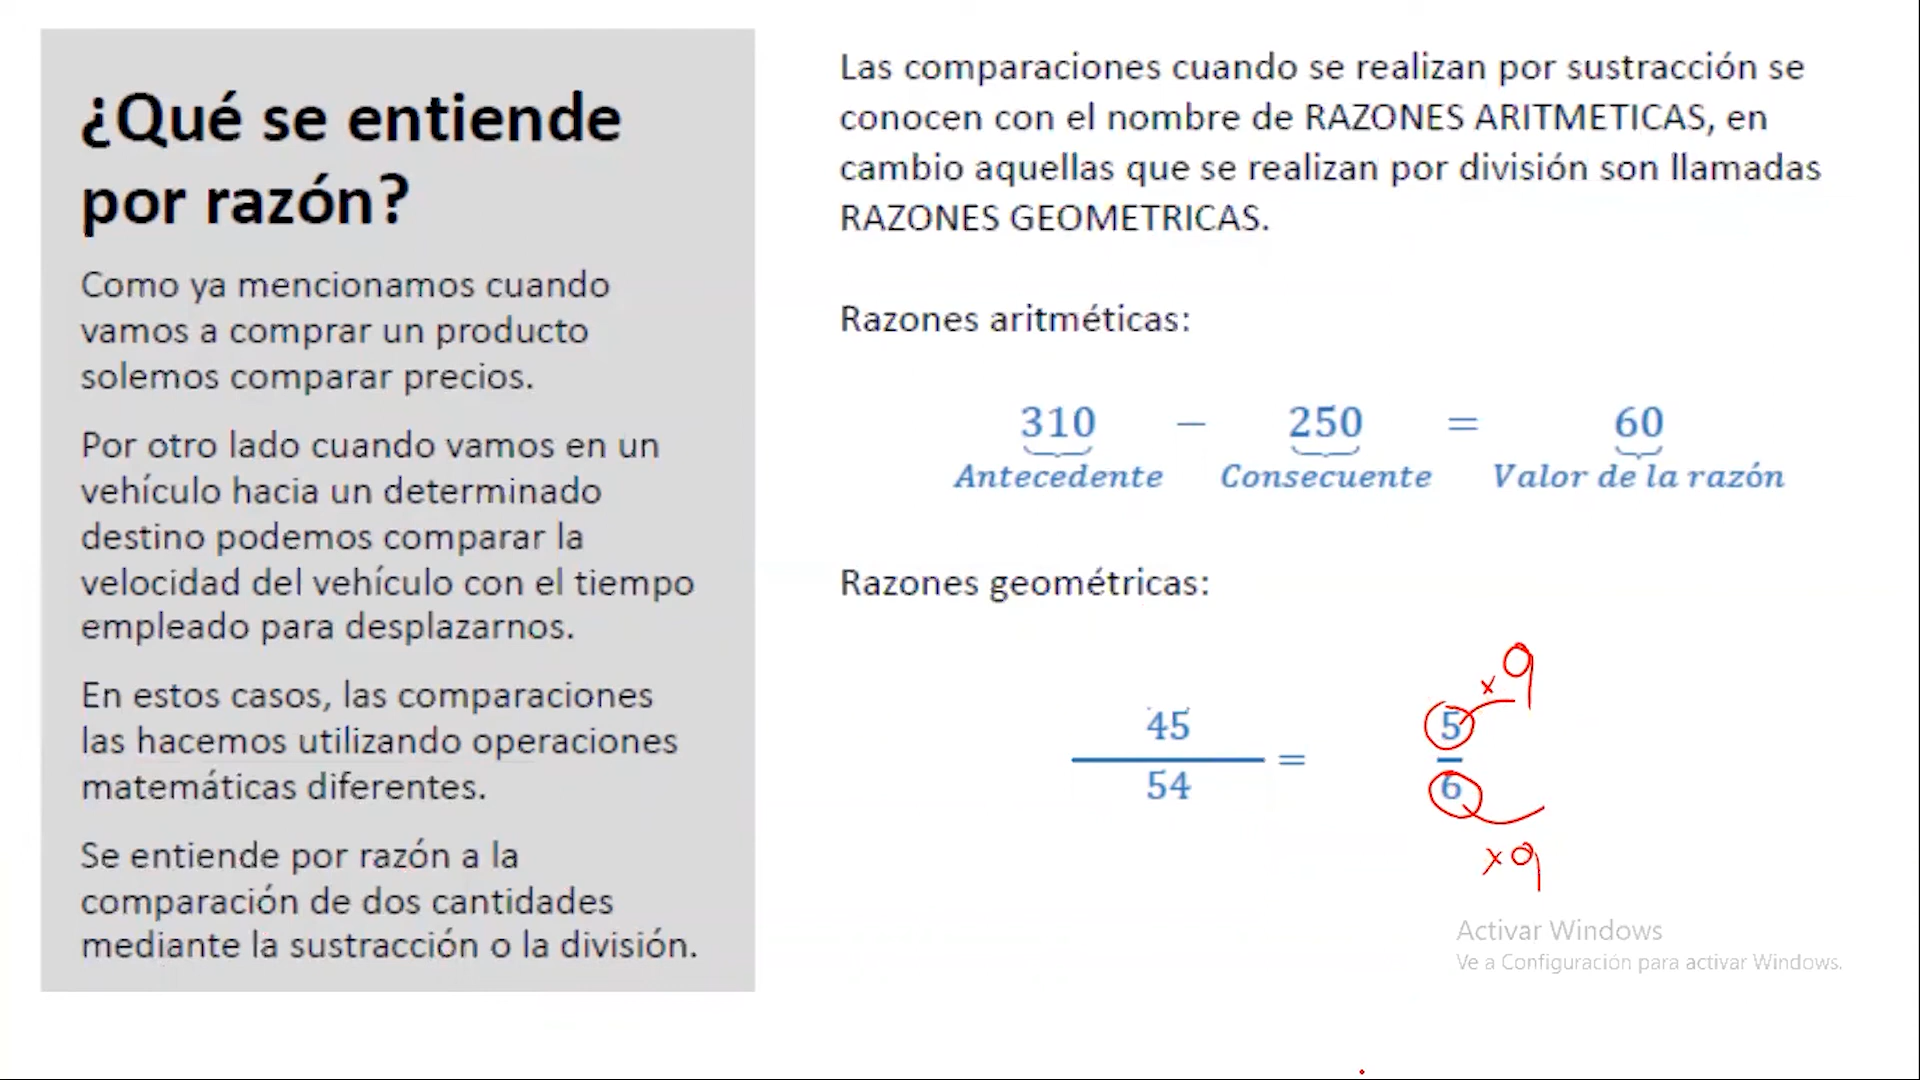 ¿Qué se entiende
por razón?
Como ya mencionamos cuando
vamos a comprar un producto
solemos comparar precios.
Por otro lado cuando vamos en un
vehículo hacia un determinado
destino podemos comparar la
velocidad del vehículo con el tiempo
empleado para desplazarnos.
En estos casos, las comparaciones
las hacemos utilizando operaciones
matemáticas diferentes.
Se entiende por razón a la
comparación de dos cantidades
mediante la sustracción o la división.
Las comparaciones cuando se realizan por sustracción se
conocen con el nombre de RAZONES ARITMETICAS, en
cambio aquellas que se realizan por división son llamadas
RAZONES GEOMETRICAS.
Razones aritméticas:
310 − 250 = 60
Antecedente Consecuente Valor de la razón
Razones geométricas:
x 9
45 5
=
54 6
x 9
Activar Windows
Ve a Configuración para activar Windows.